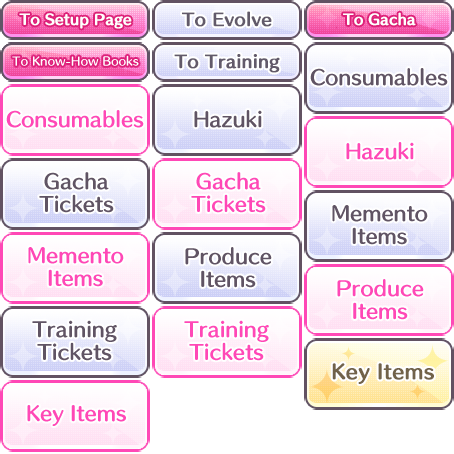 To Setup Page
To Evolve
To Gacha
To Know-How Books
To Training
Consumables
Consumables
Hazuki
Hazuki
Gacha
Tickets
Gacha
Tickets
Memento
Items
Memento
Items
Produce
Items
Produce
Items
Training
Tickets
Training
Tickets
Key Items
Key Items